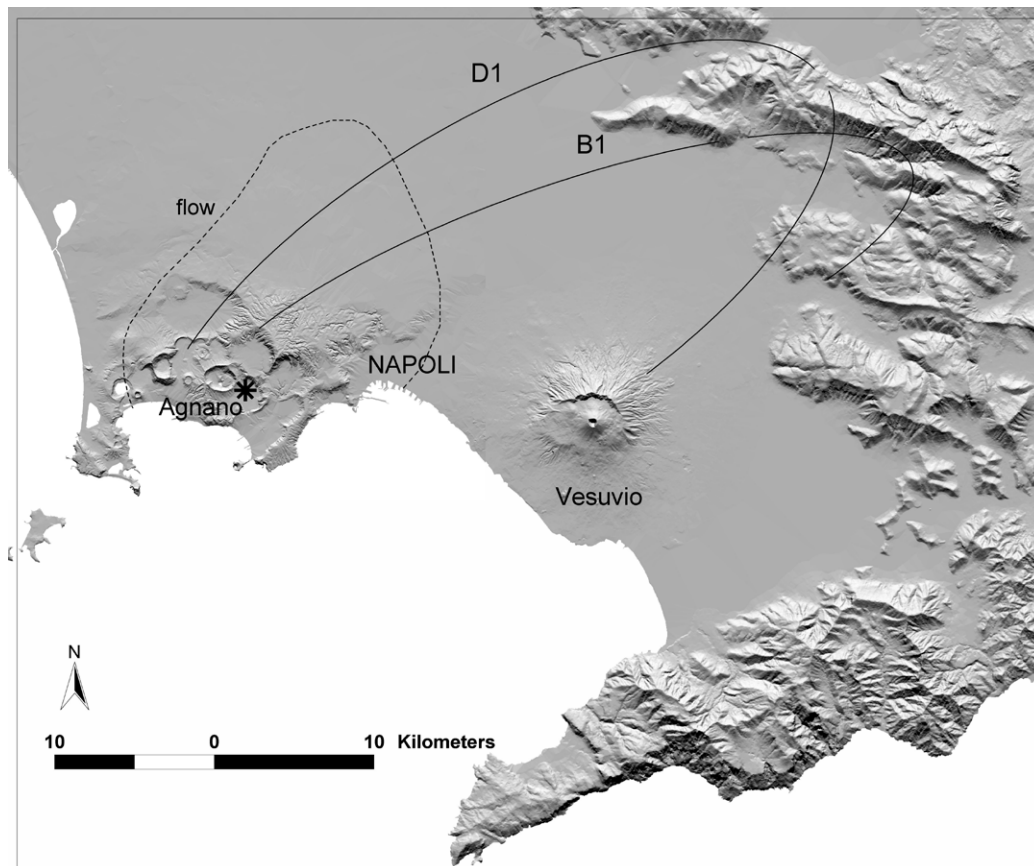 D1
B1
flow
NAPOLI
Agnano
Vesuvio
N
10 0 10 Kilometers